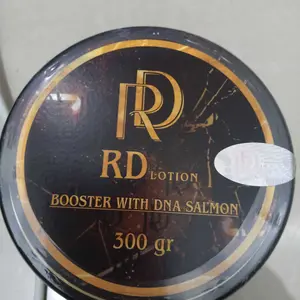 RD
RD LOTION
BOOSTER WITH DNA SALMON
300 gr